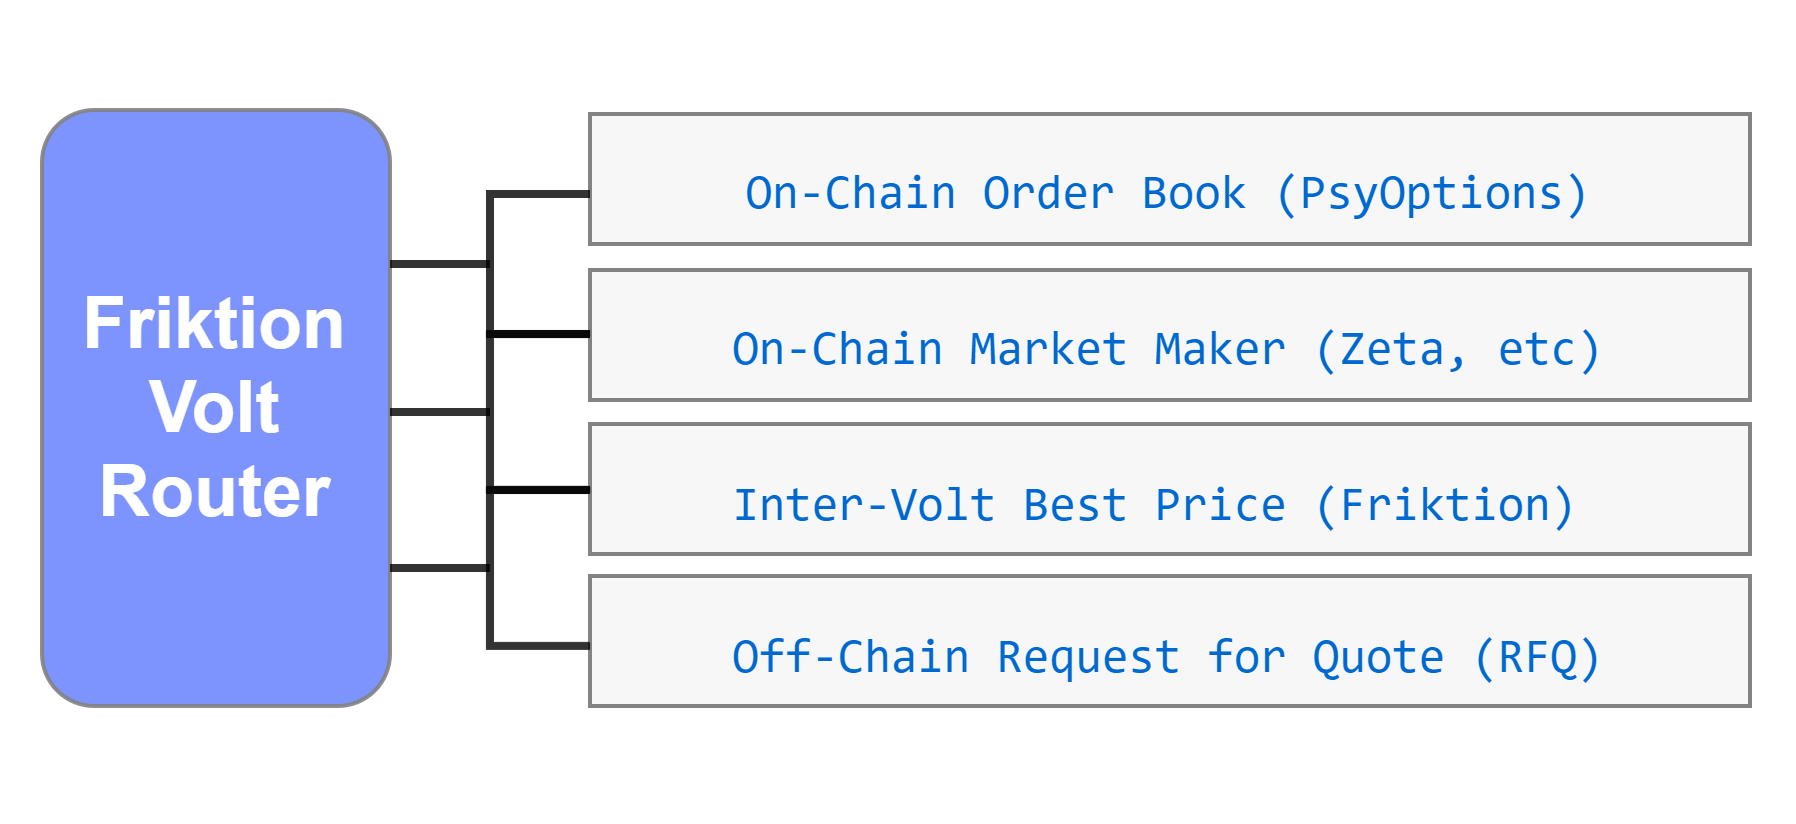 Friktion
Volt
Router
On-Chain Order Book (PsyOptions)
On-Chain Market Maker (Zeta, etc)
Inter-Volt Best Price (Friktion)
Off-Chain Request for Quote (RFQ)